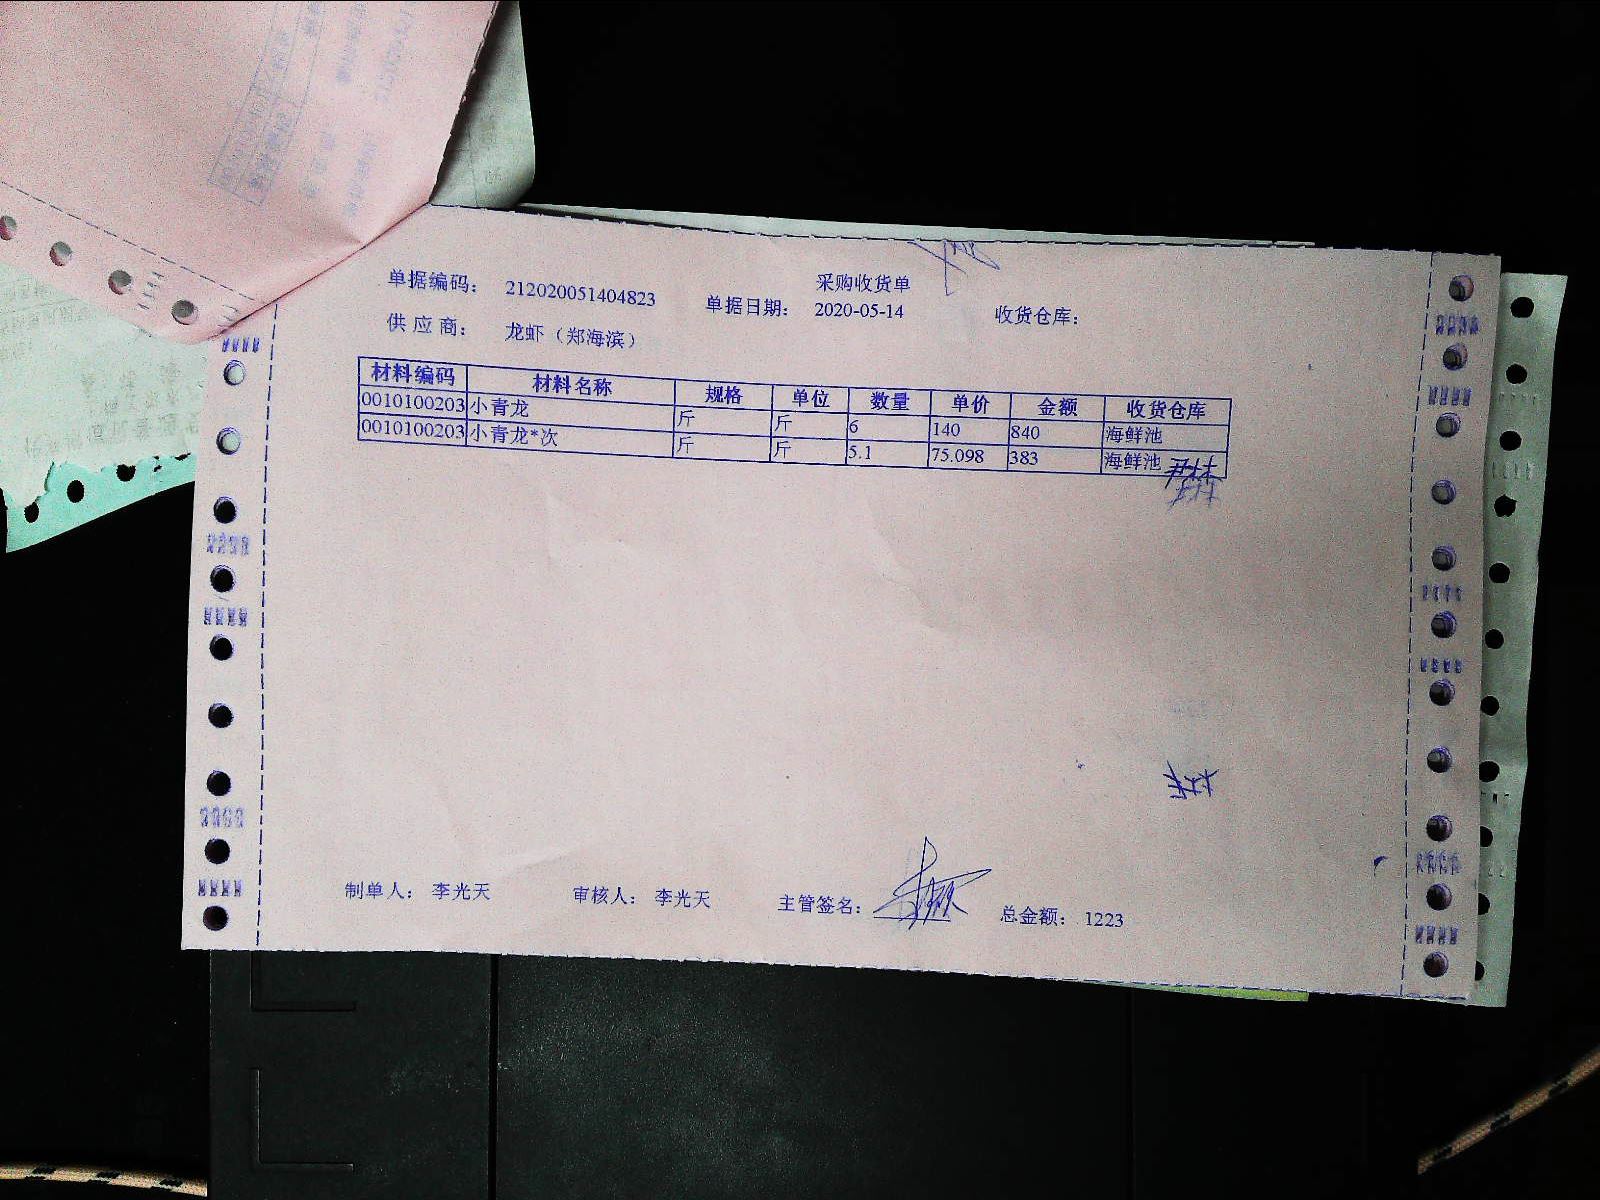 采购收货单
单据编码： 212020051404823 单据日期： 2020-05-14 收货仓库：
供 应 商： 龙虾（郑海滨）
材料编码 材料名称 规格 单位 数量 单价 金额 收货仓库
0010100203 小青龙 斤 斤 6 140 840 海鲜池
0010100203 小青龙*次 斤 斤 5.1 75.098 383 海鲜池
制单人： 李光天 审核人： 李光天 主管签名： 总金额： 1223